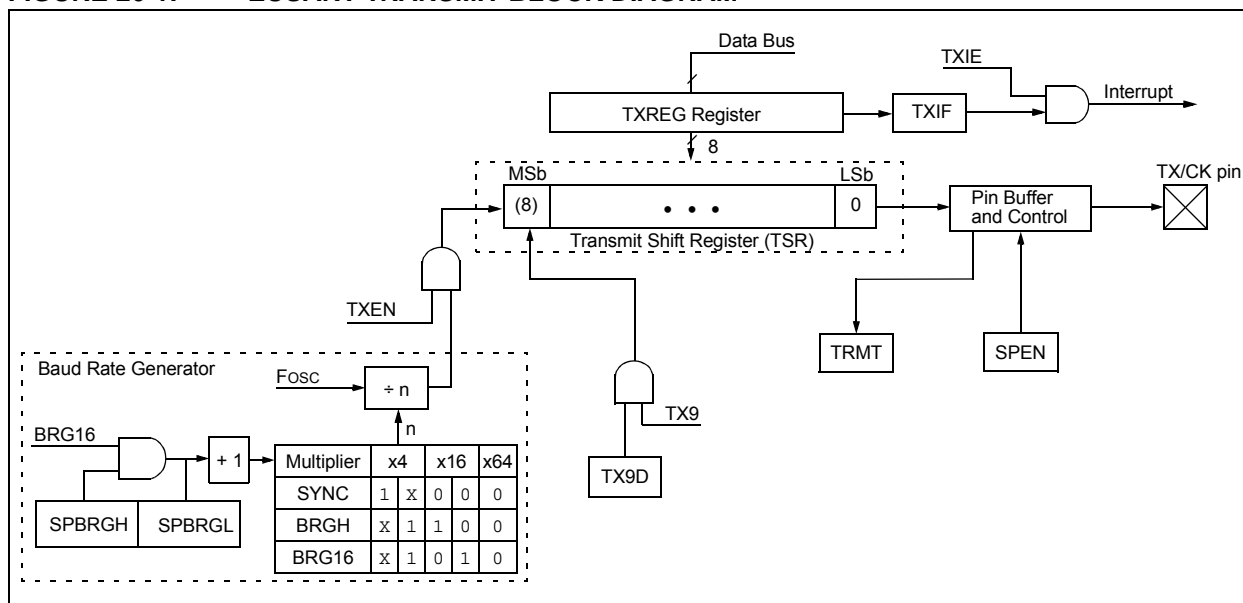 FIGURE 20-1: EUSART TRANSMIT BLOCK DIAGRAM
Data Bus
TXIE
Interrupt
TXREG Register
TXIF
8
MSb
LSb
TX/CK pin
(8)
• • •
0
Pin Buffer
and Control
Transmit Shift Register (TSR)
TXEN
TRMT
SPEN
Baud Rate Generator
FOSC
÷ n
TX9
n
BRG16
+ 1
Multiplier x4 x16 x64
TX9D
SYNC 1 X 0 0 0
SPBRGH SPBRGL
BRGH X 1 1 0 0
BRG16 X 1 0 1 0